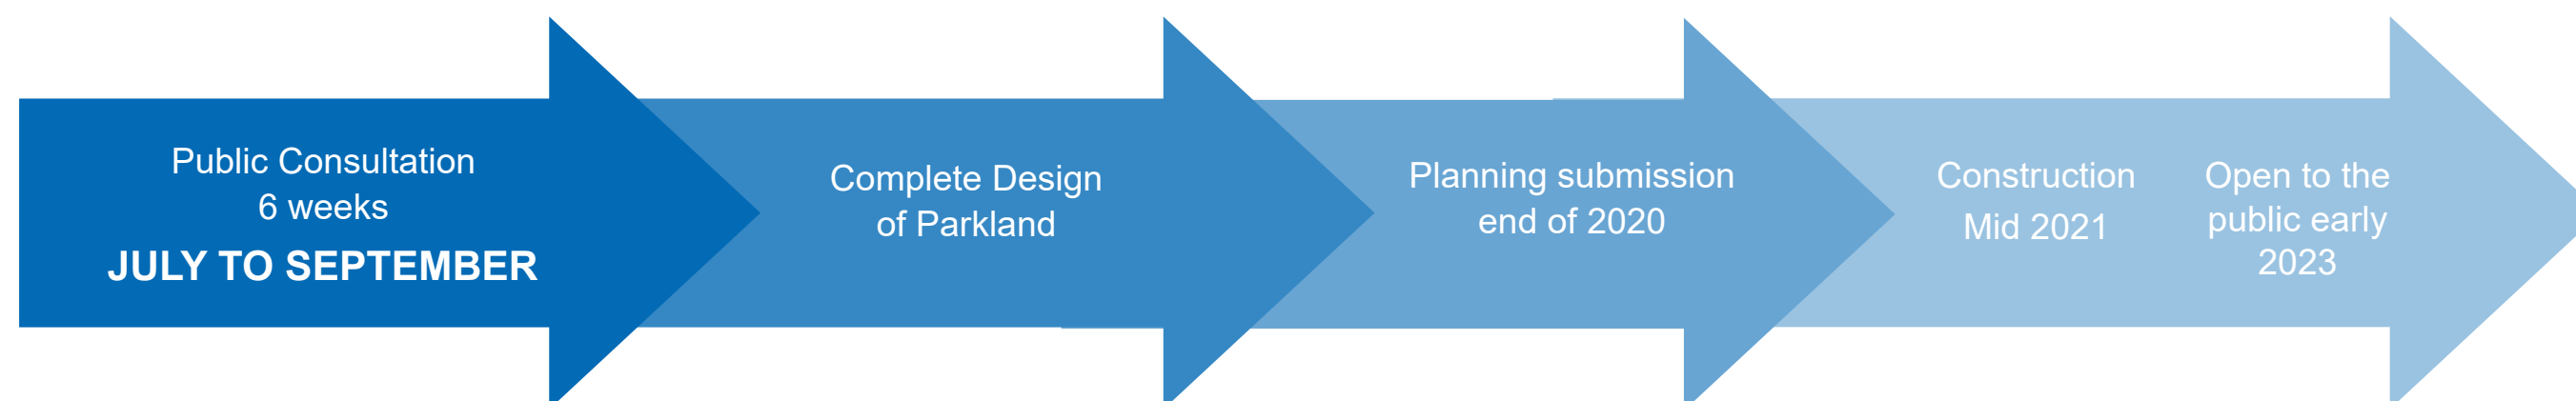 Public Consultation
6 weeks
JULY TO SEPTEMBER
Complete Design
of Parkland
Planning submission
end of 2020
Construction
Mid 2021
Open to the
public early
2023